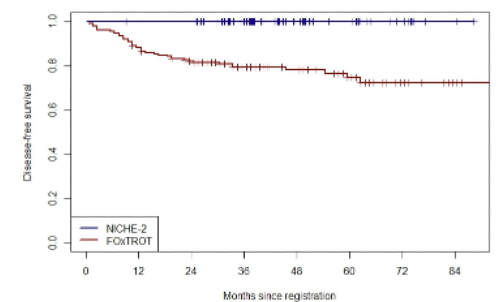 Disease-free survival
1.0
0.8
0.6
0.4
0.2
0.0
NICHE-2
FOxTROT
0 12 24 36 48 60 72 84
Months since registration